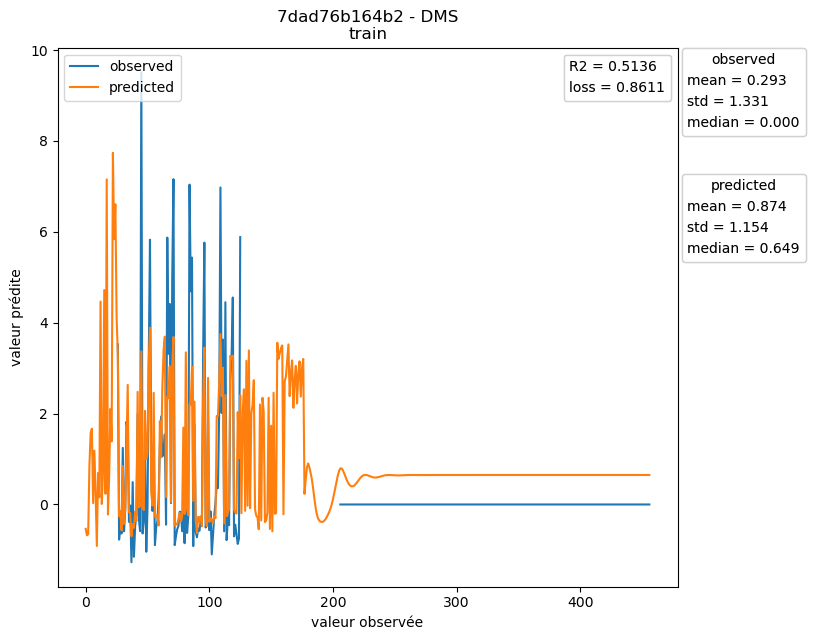 7dad76b164b2 - DMS
train
observed
predicted
R2 = 0.5136
loss = 0.8611
observed
mean = 0.293
std = 1.331
median = 0.000
predicted
mean = 0.874
std = 1.154
median = 0.649
10
8
6
4
2
0
valeur prédite
0
100
200
300
400
valeur observée